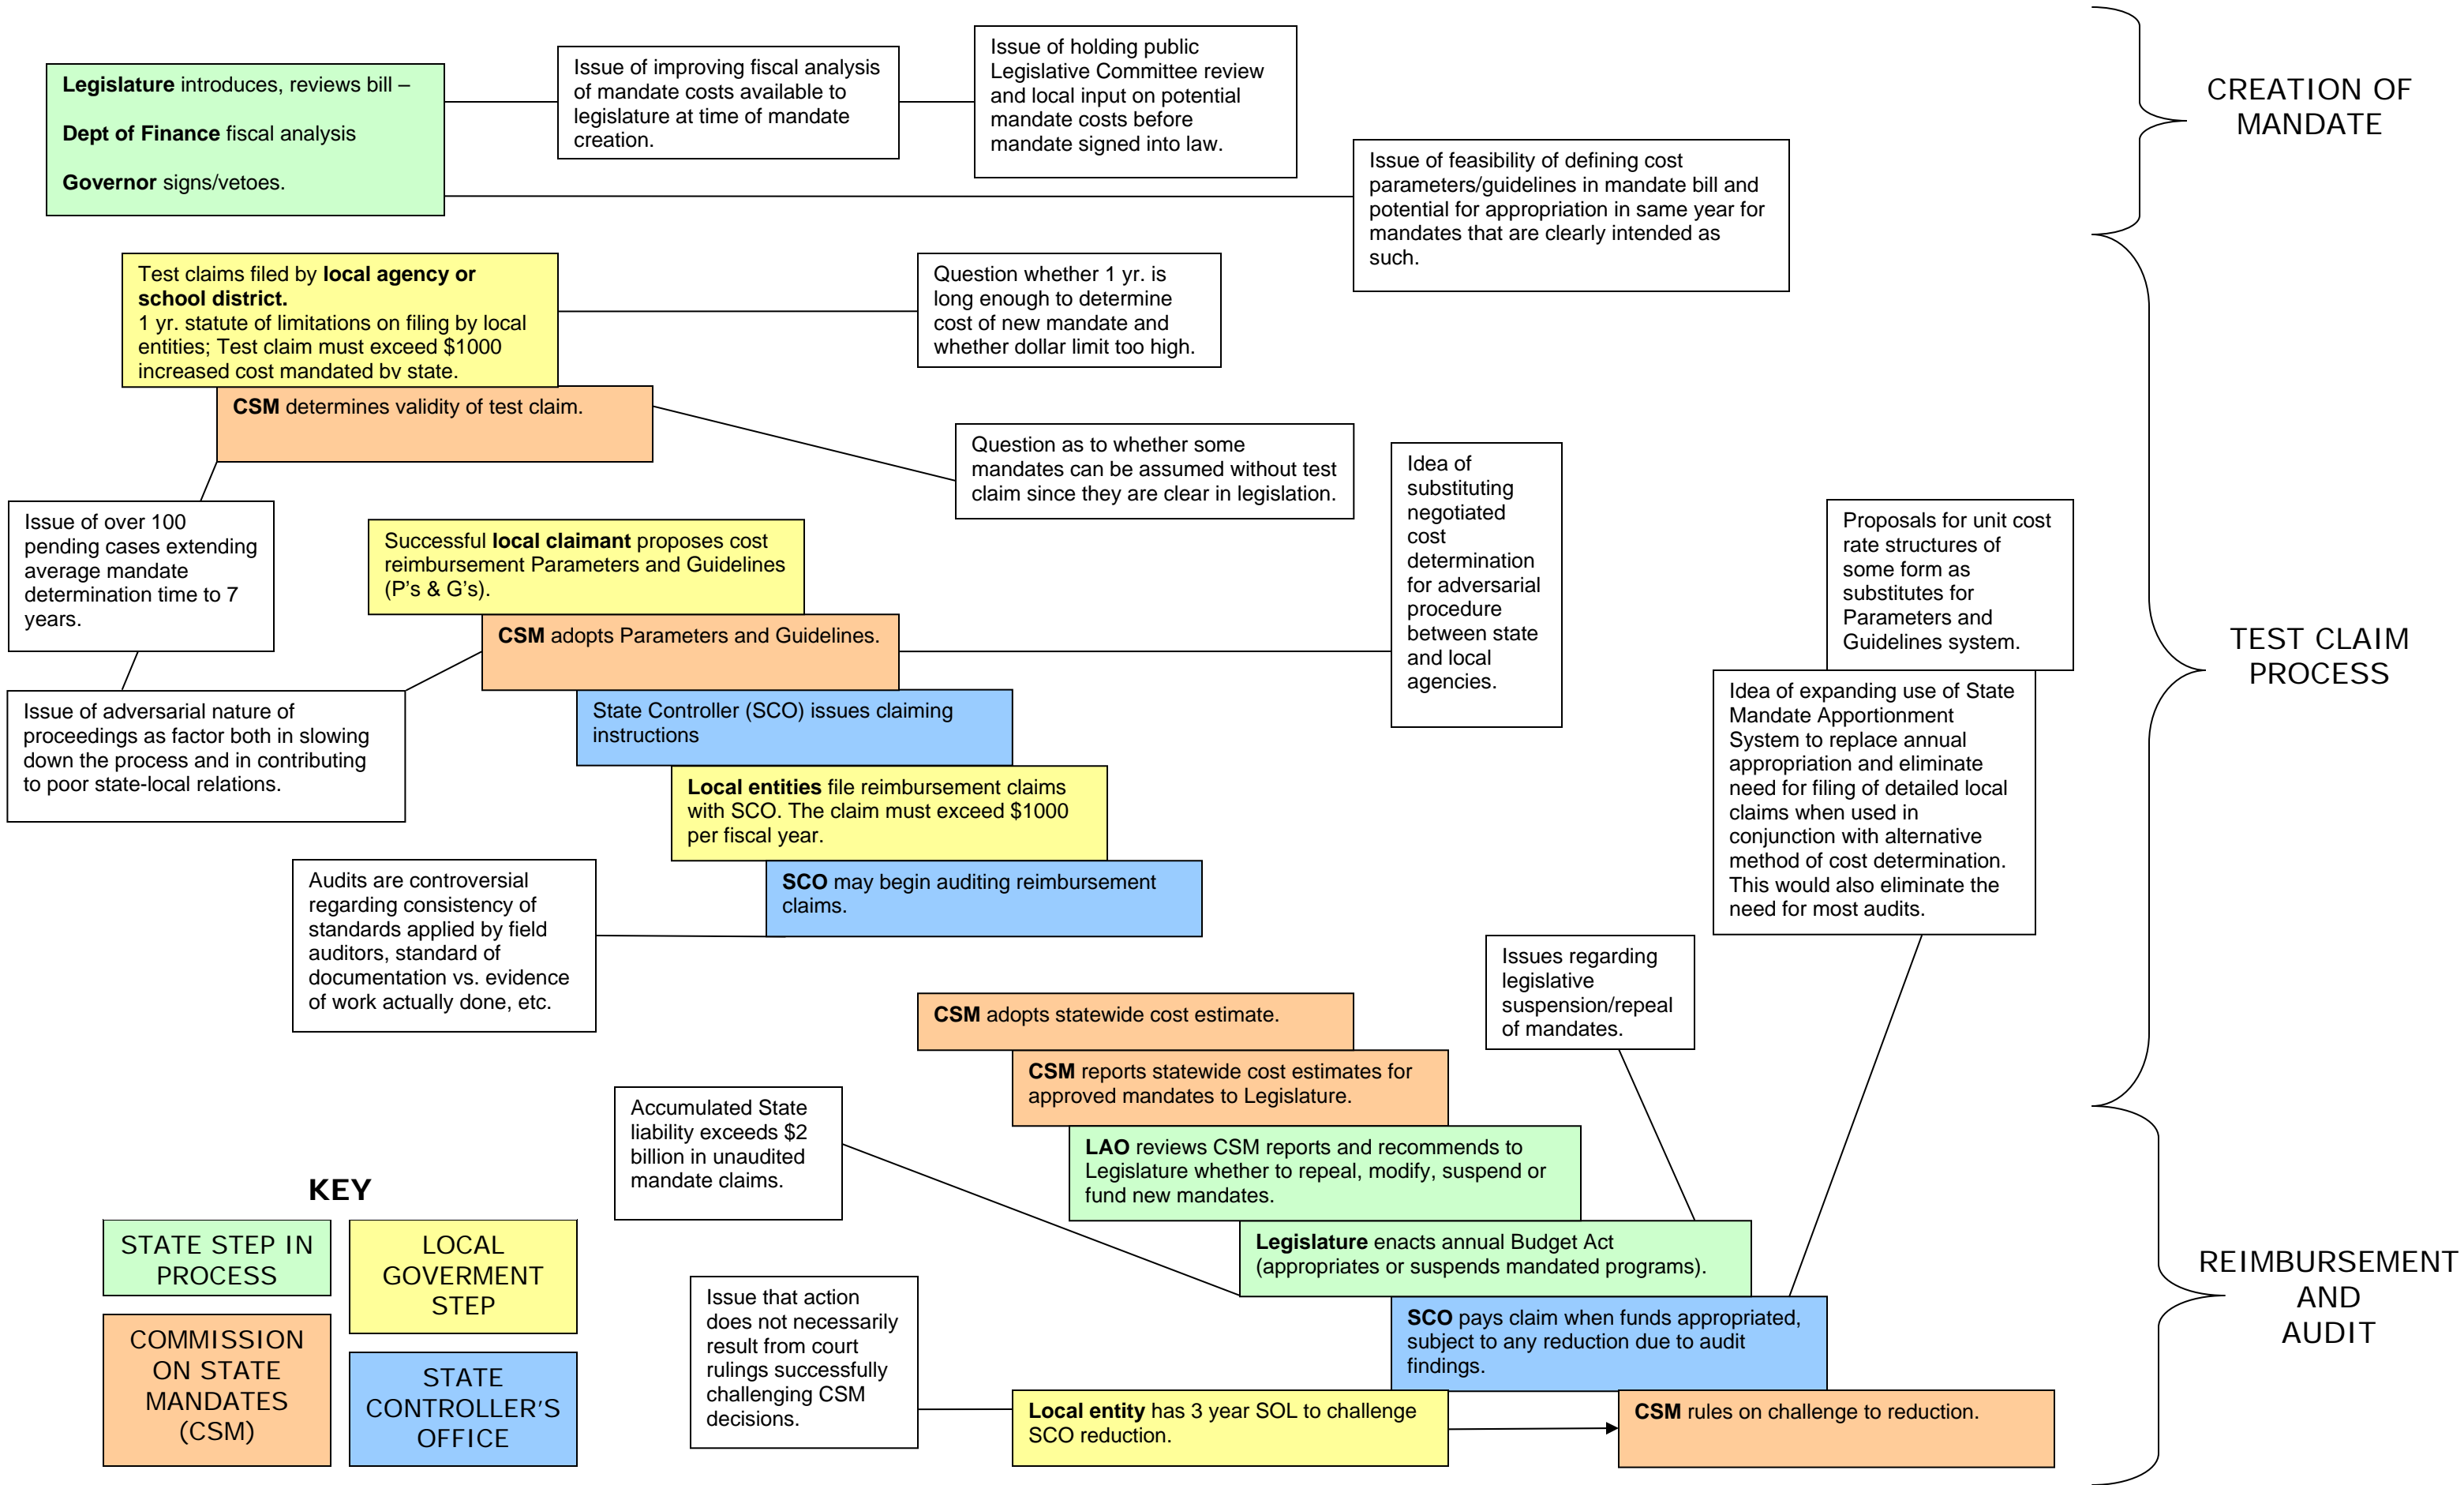 Legislature introduces, reviews bill –
Dept of Finance fiscal analysis
Governor signs/vetoes.
Issue of improving fiscal analysis
of mandate costs available to
legislature at time of mandate
creation.
Issue of holding public
Legislative Committee review
and local input on potential
mandate costs before
mandate signed into law.
Issue of feasibility of defining cost
parameters/guidelines in mandate bill and
potential for appropriation in same year for
mandates that are clearly intended as
such.
CREATION OF
MANDATE
Test claims filed by local agency or
school district.
1 yr. statute of limitations on filing by local
entities; Test claim must exceed $1000
increased cost mandated by state.
Question whether 1 yr. is
long enough to determine
cost of new mandate and
whether dollar limit too high.
CSM determines validity of test claim.
Question as to whether some
mandates can be assumed without test
claim since they are clear in legislation.
Idea of
substituting
negotiated
cost
determination
for adversarial
procedure
between state
and local
agencies.
Issue of over 100
pending cases extending
average mandate
determination time to 7
years.
Successful local claimant proposes cost
reimbursement Parameters and Guidelines
(P's & G's).
Proposals for unit cost
rate structures of
some form as
substitutes for
Parameters and
Guidelines system.
CSM adopts Parameters and Guidelines.
TEST CLAIM
PROCESS
Issue of adversarial nature of
proceedings as factor both in slowing
down the process and in contributing
to poor state-local relations.
State Controller (SCO) issues claiming
instructions
Idea of expanding use of State
Mandate Apportionment
System to replace annual
appropriation and eliminate
need for filing of detailed local
claims when used in
conjunction with alternative
method of cost determination.
This would also eliminate the
need for most audits.
Local entities file reimbursement claims
with SCO. The claim must exceed $1000
per fiscal year.
Audits are controversial
regarding consistency of
standards applied by field
auditors, standard of
documentation vs. evidence
of work actually done, etc.
SCO may begin auditing reimbursement
claims.
Issues regarding
legislative
suspension/repeal
of mandates.
CSM adopts statewide cost estimate.
CSM reports statewide cost estimates for
approved mandates to Legislature.
Accumulated State
liability exceeds $2
billion in unaudited
mandate claims.
LAO reviews CSM reports and recommends to
Legislature whether to repeal, modify, suspend or
fund new mandates.
Legislature enacts annual Budget Act
(appropriates or suspends mandated programs).
REIMBURSEMENT
AND
AUDIT
Issue that action
does not necessarily
result from court
rulings successfully
challenging CSM
decisions.
SCO pays claim when funds appropriated,
subject to any reduction due to audit
findings.
Local entity has 3 year SOL to challenge
SCO reduction.
CSM rules on challenge to reduction.
KEY
STATE STEP IN
PROCESS
LOCAL
GOVERMENT
STEP
COMMISSION
ON STATE
MANDATES
(CSM)
STATE
CONTROLLER'S
OFFICE